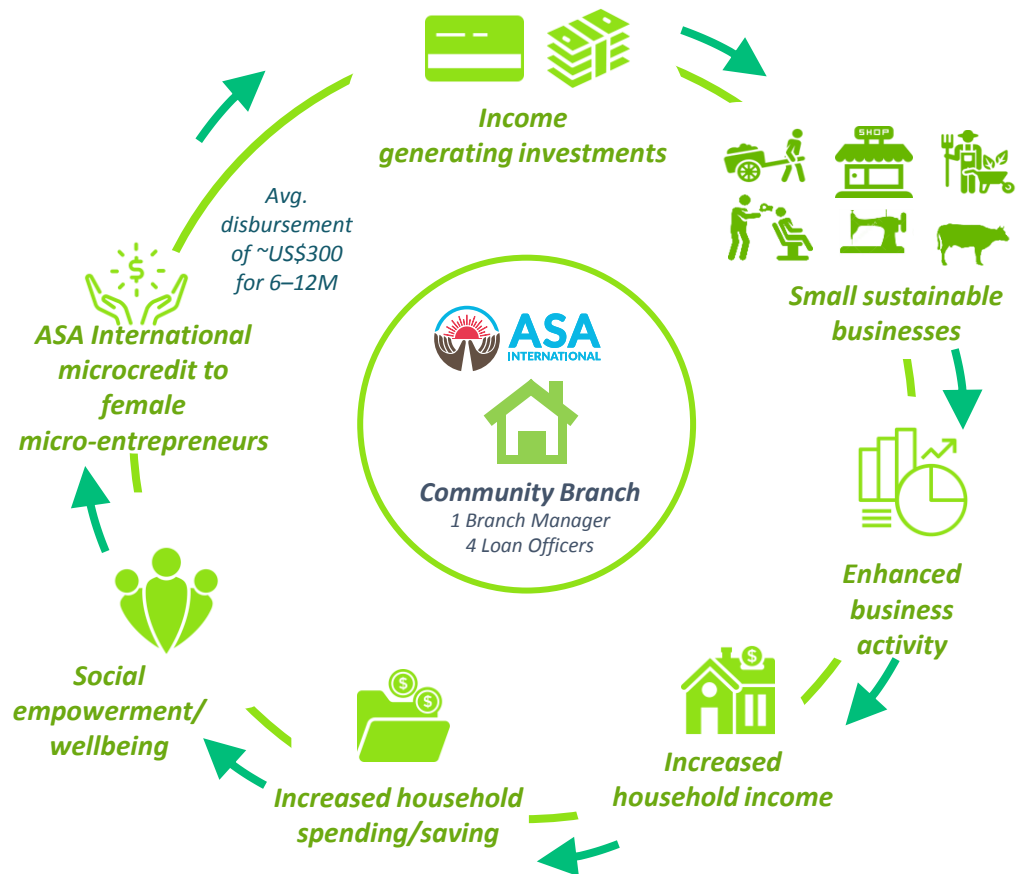 Income
generating investments
SHOP
Small sustainable
businesses
Enhanced
business
activity
Increased
household income
Increased household
spending/saving
Social
empowerment/
wellbeing
$
ASA International
microcredit to
female
micro-entrepreneurs
Avg.
disbursement
of ~US$300
for 6–12M
ASA
INTERNATIONAL
Community Branch
1 Branch Manager
4 Loan Officers
$
$
$